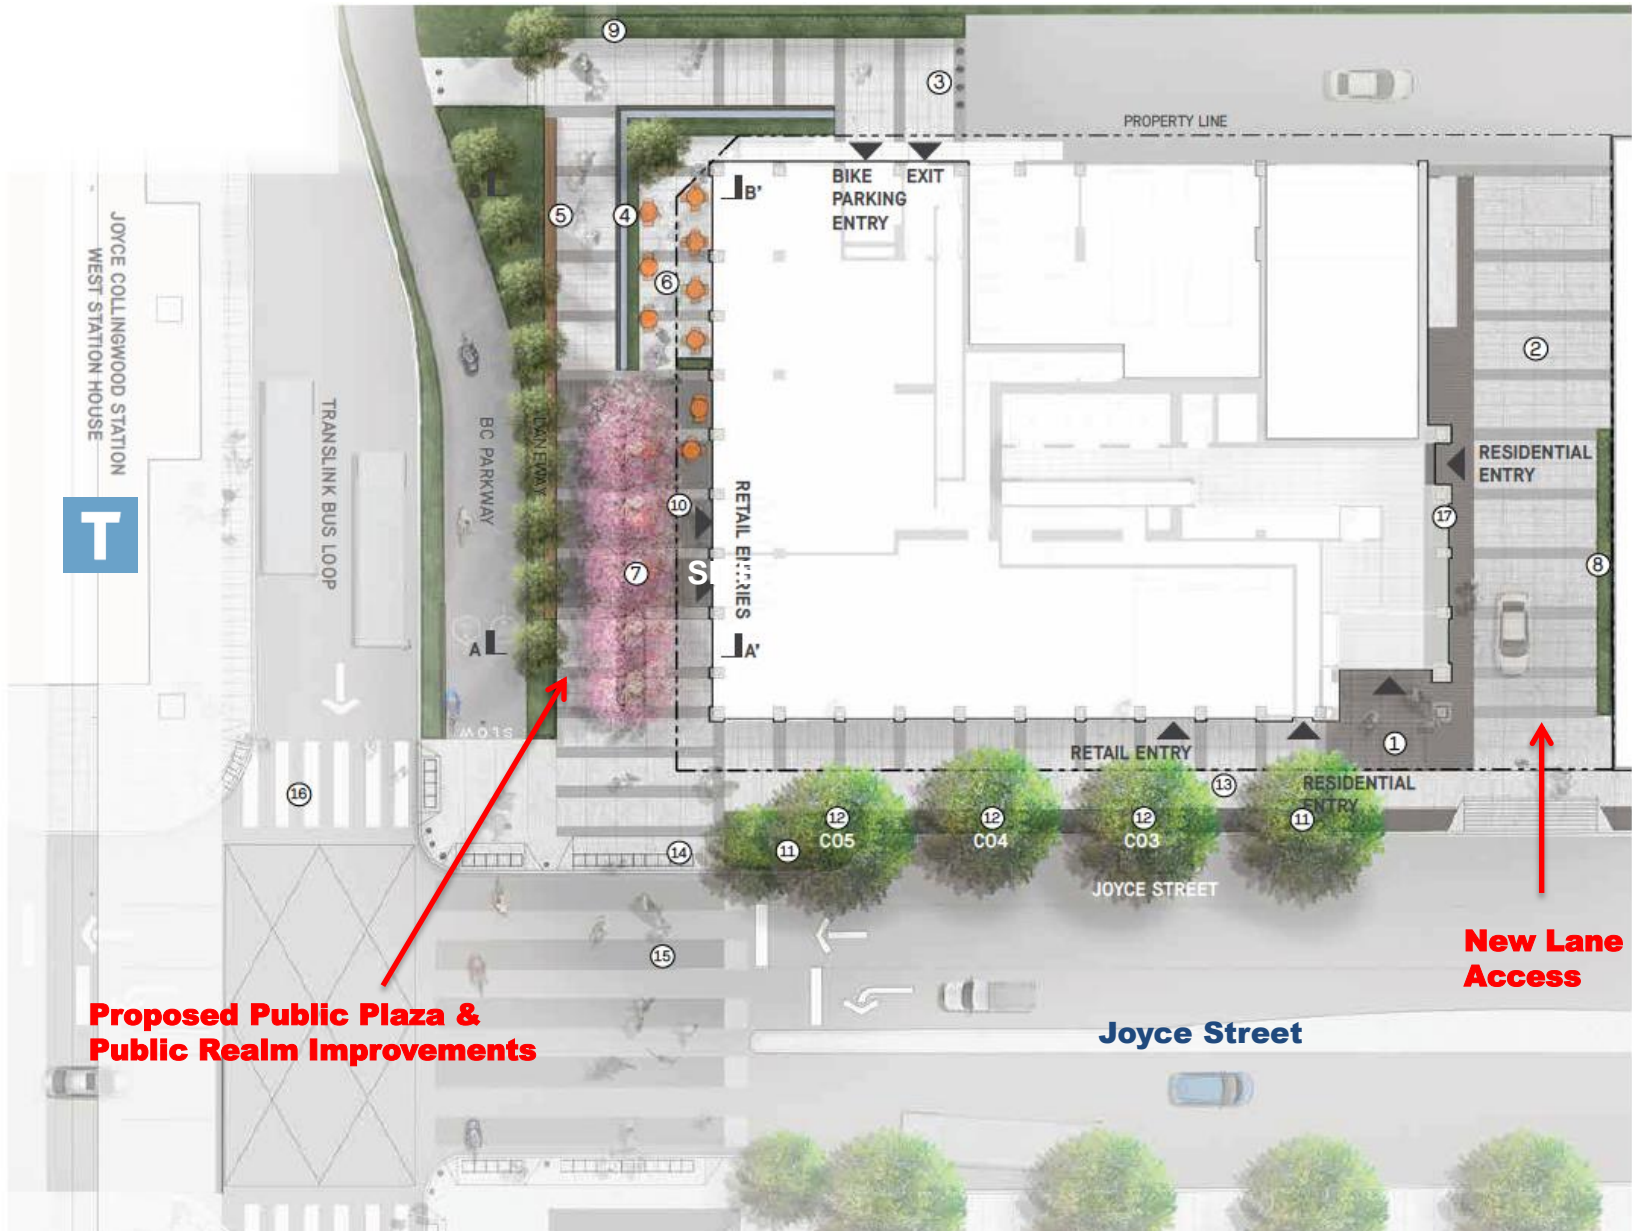 9
3
PROPERTY LINE
BIKE
PARKING
ENTRY
EXIT
B'
5
4
6
2
JOYCE COLLINGWOOD STATION
WEST STATION HOUSE
TRANSLINK BUS LOOP
BC PARKWAY
LANEWAY
RESIDENTIAL
ENTRY
T
10
RETAIL ENTRIES
17
7
8
A
A'
SLOW
RETAIL ENTRY
1
RESIDENTIAL
ENTRY
16
13
12
C05
12
C04
12
C03
11
14
11
JOYCE STREET
15
New Lane
Access
Proposed Public Plaza &
Public Realm Improvements
Joyce Street